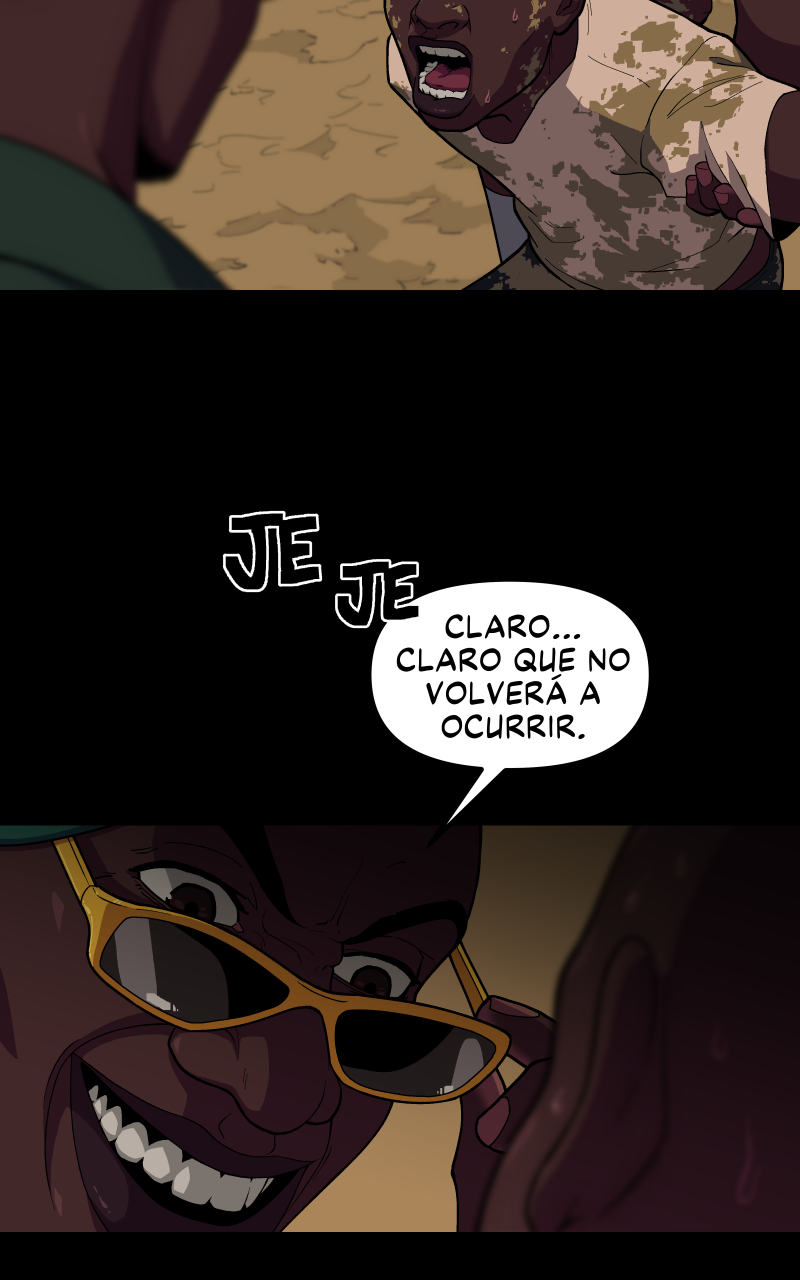 JE
JE
CLARO...
CLARO QUE NO
VOLVERÁ A
OCURRIR.